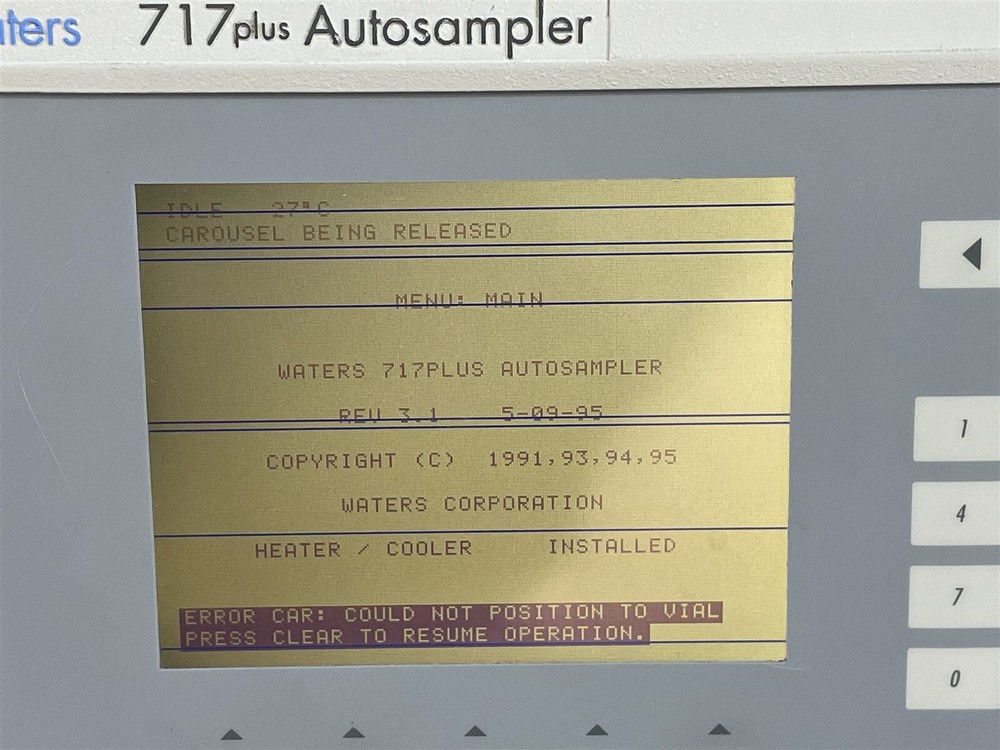 aters 717plus Autosampler
IDLE 27°C
CAROUSEL BEING RELEASED
MENU: MAIN
WATERS 717PLUS AUTOSAMPLER
REV 3.1 5-09-95
COPYRIGHT (C) 1991,93,94,95
WATERS CORPORATION
HEATER / COOLER INSTALLED
ERROR CAR: COULD NOT POSITION TO VIAL
PRESS CLEAR TO RESUME OPERATION.
1
4
7
0